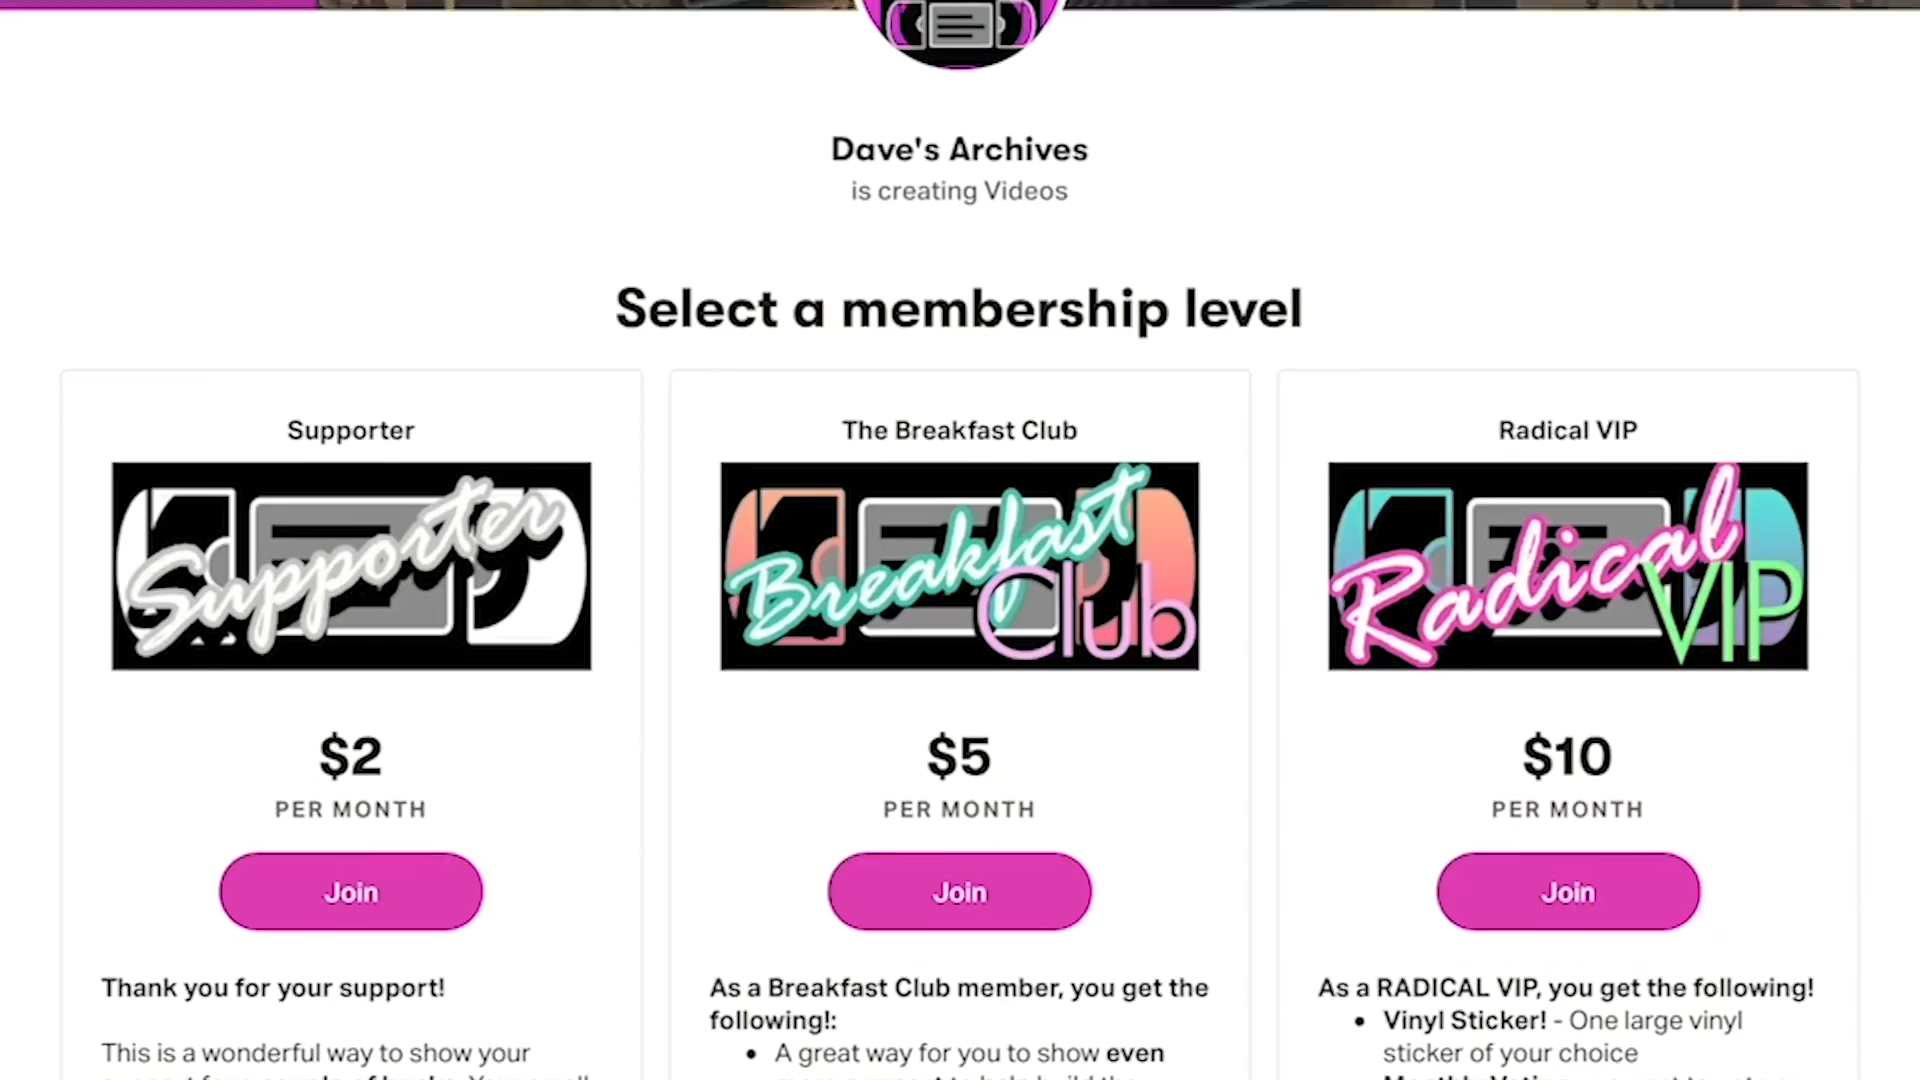 Dave's Archives
is creating Videos
Select a membership level
Supporter
Supporter
$2
PER MONTH
Join
Thank you for your support!
This is a wonderful way to show your
The Breakfast Club
Breakfast
Club
$5
PER MONTH
Join
As a Breakfast Club member, you get the
following!:
• A great way for you to show even
Radical VIP
Radical
VIP
$10
PER MONTH
Join
As a RADICAL VIP, you get the following!
• Vinyl Sticker! - One large vinyl
sticker of your choice